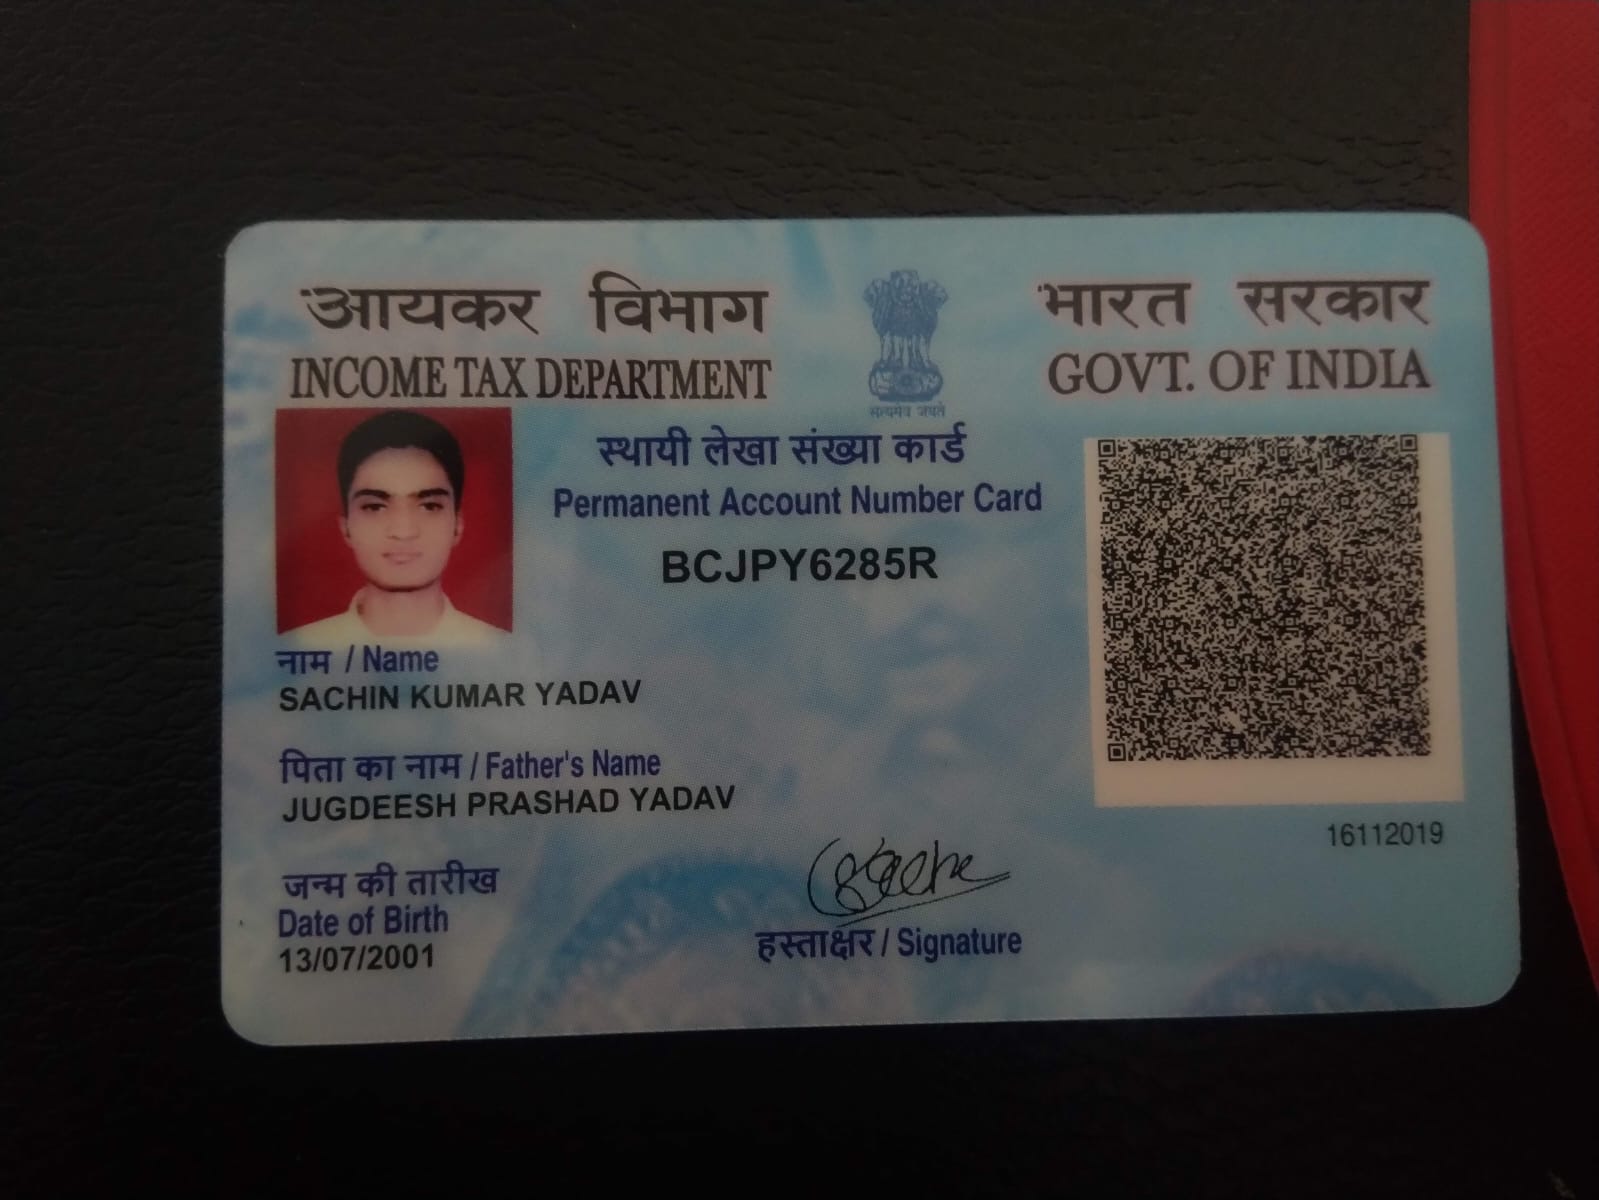 आयकर विभाग
INCOME TAX DEPARTMENT
भारत सरकार
GOVT. OF INDIA
सत्यमेव जयते
स्थायी लेखा संख्या कार्ड
Permanent Account Number Card
BCJPY6285R
नाम / Name
SACHIN KUMAR YADAV
पिता का नाम / Father's Name
JUGDEESH PRASHAD YADAV
16112019
जन्म की तारीख
Date of Birth
13/07/2001
हस्ताक्षर / Signature